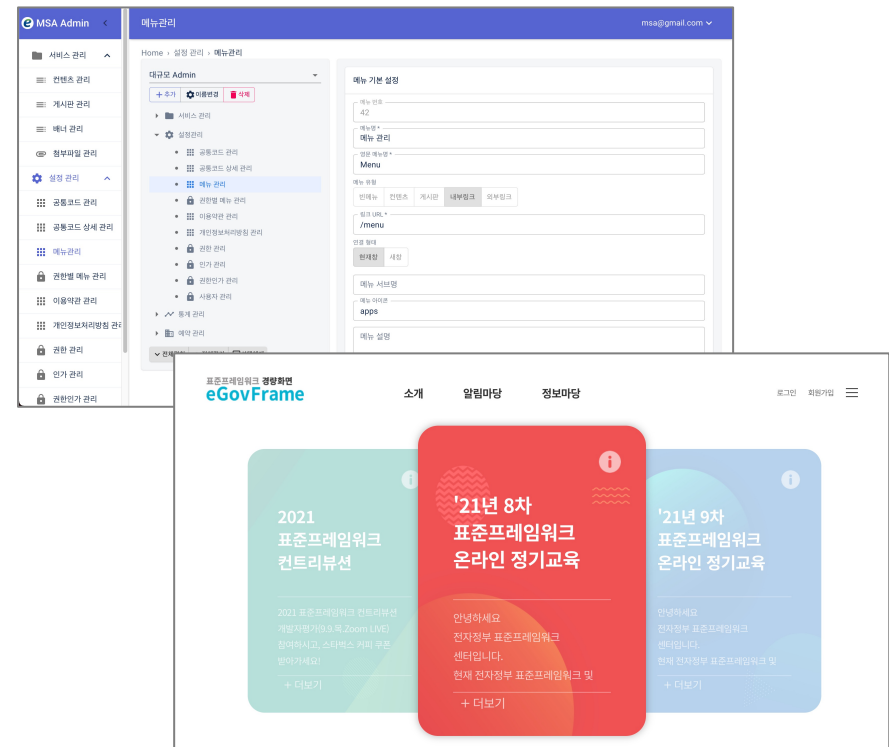 MSA Admin
메뉴관리
msa@gmail.com
서비스 관리
컨텐츠 관리
게시판 관리
배너 관리
첨부파일 관리
설정 관리
공통코드 관리
공통코드 상세 관리
메뉴관리
권한별 메뉴 관리
이용약관 관리
개인정보처리방침 관리
권한 관리
인가 관리
권한인가 관리
Home › 설정 관리 › 메뉴관리
대규모 Admin
+ 추가 이름변경 삭제
서비스 관리
설정관리
공통코드 관리
공통코드 상세 관리
메뉴 관리
권한별 메뉴 관리
이용약관 관리
개인정보처리방침 관리
권한 관리
인가 관리
권한인가 관리
사용자 관리
통계 관리
예약 관리
메뉴 기본 설정
메뉴 번호
42
메뉴명 *
메뉴 관리
영문 메뉴명 *
Menu
메뉴 유형
빈메뉴 컨텐츠 게시판 내부링크 외부링크
링크 URL *
/menu
연결 형태
현재창 새창
메뉴 서브명
메뉴 아이콘
apps
메뉴 설명
표준프레임워크 경량화면
eGovFrame
소개 알림마당 정보마당
로그인 회원가입
2021
표준프레임워크
컨트리뷰션
2021 표준프레임워크 컨트리뷰션
개발자평가(9.9.목.Zoom LIVE)
참여하시고, 스타벅스 커피 쿠폰
받아가세요!
+ 더보기
'21년 8차
표준프레임워크
온라인 정기교육
안녕하세요
전자정부 표준프레임워크
센터입니다.
현재 전자정부 표준프레임워크 및
+ 더보기
'21년 9차
표준프레임워크
온라인 정기교육
안녕하세요
전자정부 표준프레임워크
센터입니다.
현재 전자정부 표준프레임워크 및
+ 더보기